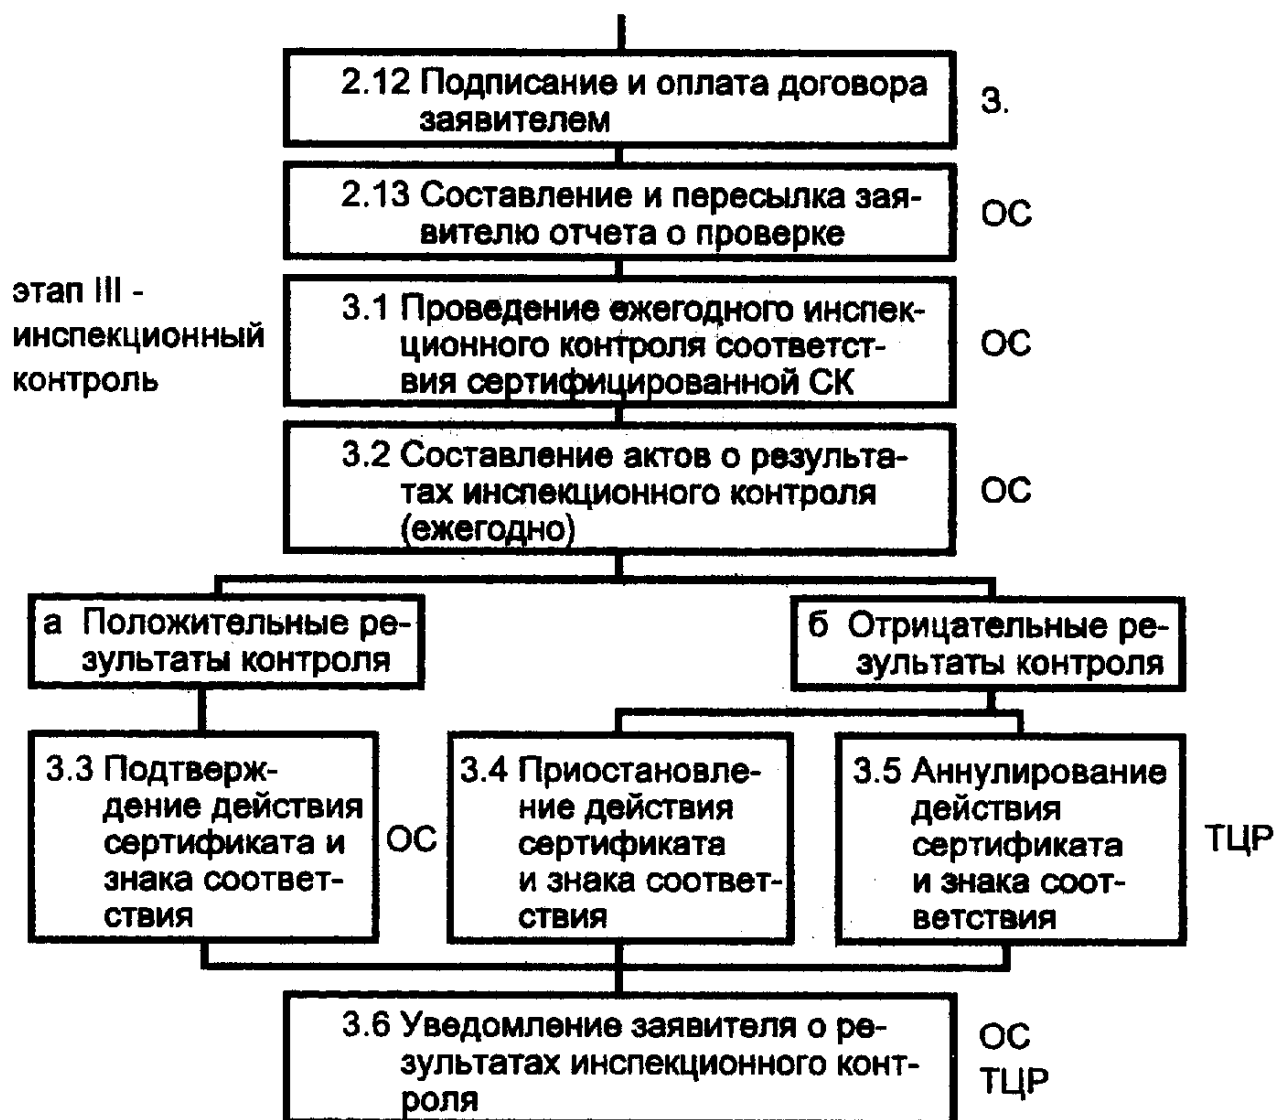 2.12 Подписание и оплата договора
заявителем
З.
2.13 Составление и пересылка зая-
вителю отчета о проверке
ОС
этап III -
инспекционный
контроль
3.1 Проведение ежегодного инспек-
ционного контроля соответст-
вия сертифицированной СК
ОС
3.2 Составление актов о результа-
тах инспекционного контроля
(ежегодно)
ОС
а Положительные ре-
зультаты контроля
б Отрицательные ре-
зультаты контроля
3.3 Подтверж-
дение действия
сертификата и
знака соответ-
ствия
ОС
3.4 Приостановле-
ние действия
сертификата
и знака соответ-
ствия
3.5 Аннулирование
действия
сертификата
и знака соот-
ветствия
ТЦР
3.6 Уведомление заявителя о ре-
зультатах инспекционного конт-
роля
ОС
ТЦР